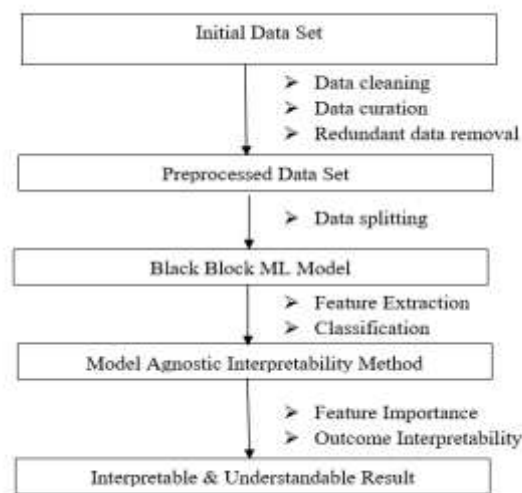 Initial Data Set
➢ Data cleaning
➢ Data curation
➢ Redundant data removal
Preprocessed Data Set
➢ Data splitting
Black Block ML Model
➢ Feature Extraction
➢ Classification
Model Agnostic Interpretability Method
➢ Feature Importance
➢ Outcome Interpretability
Interpretable & Understandable Result